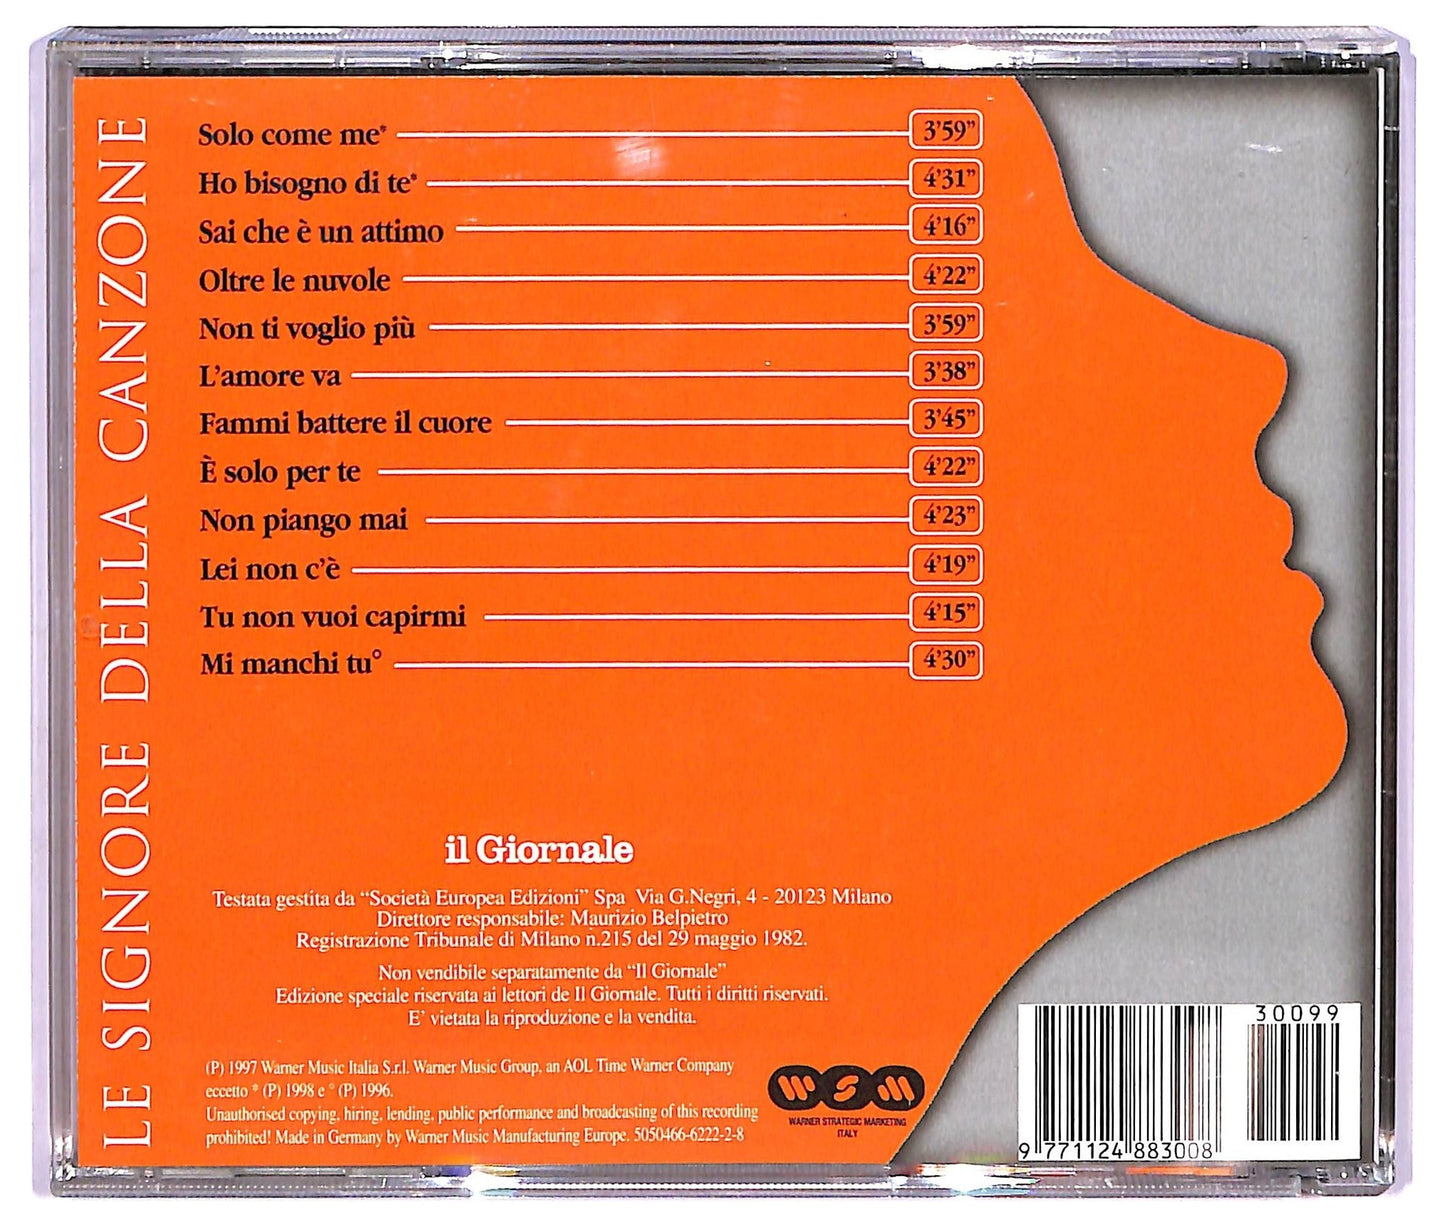 LE SIGNORE DELLA CANZONE
Solo come me* 3'59"
Ho bisogno di te* 4'31"
Sai che è un attimo 4'16"
Oltre le nuvole 4'22"
Non ti voglio più 3'59"
L'amore va 3'38"
Fammi battere il cuore 3'45"
È solo per te 4'22"
Non piango mai 4'23"
Lei non c'è 4'19"
Tu non vuoi capirmi 4'15"
Mi manchi tu° 4'30"
il Giornale
Testata gestita da “Società Europea Edizioni” Spa Via G.Negri, 4 - 20123 Milano
Direttore responsabile: Maurizio Belpietro
Registrazione Tribunale di Milano n.215 del 29 maggio 1982.
Non vendibile separatamente da “Il Giornale”
Edizione speciale riservata ai lettori de Il Giornale. Tutti i diritti riservati.
E' vietata la riproduzione e la vendita.
(P) 1997 Warner Music Italia S.r.l. Warner Music Group, an AOL Time Warner Company
eccetto * (P) 1998 e ° (P) 1996.
Unauthorised copying, hiring, lending, public performance and broadcasting of this recording
prohibited! Made in Germany by Warner Music Manufacturing Europe. 5050466-6222-2-8
WSM
WARNER STRATEGIC MARKETING
ITALY
30099
9 771124 883008